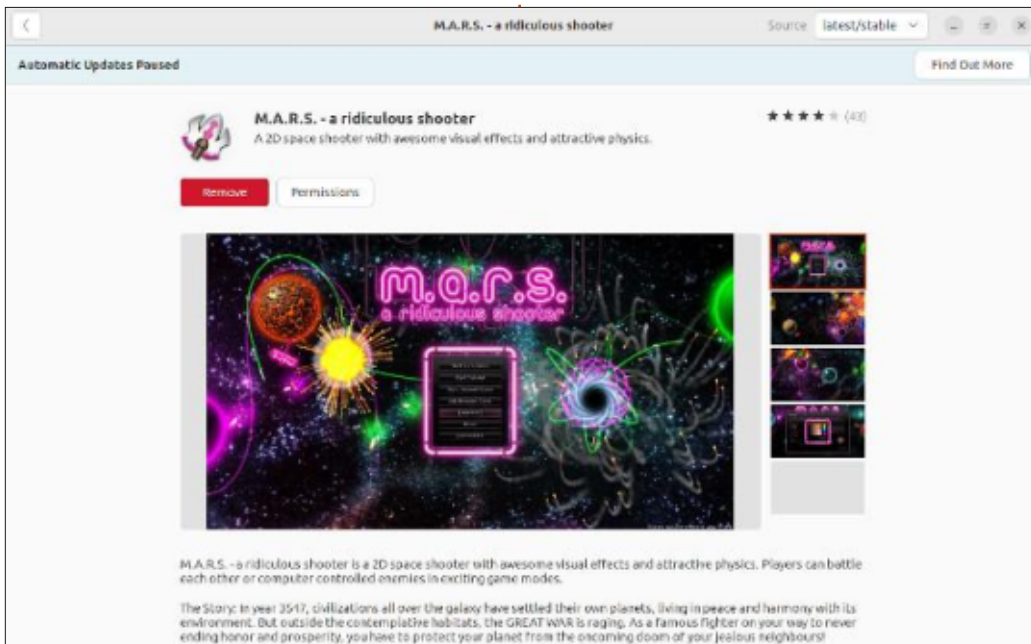 M.A.R.S. - a ridiculous shooter
Source
latest/stable
Automatic Updates Paused
Find Out More
M.A.R.S. - a ridiculous shooter
(43)
A 2D space shooter with awesome visual effects and attractive physics.
Remove
Permissions
m.a.r.s.
a ridiculous shooter
M.A.R.S. - a ridiculous shooter is a 2D space shooter with awesome visual effects and attractive physics. Players can battle
each other or computer controlled enemies in exciting game modes.
The Story: In year 3547, civilizations all over the galaxy have settled their own planets, living in peace and harmony with its
environment. But outside the contemplative habitats, the GREAT WAR is raging. As a famous fighter on your way to never
ending honor and prosperity, you have to protect your planet from the oncoming doom of your jealous neighbours!